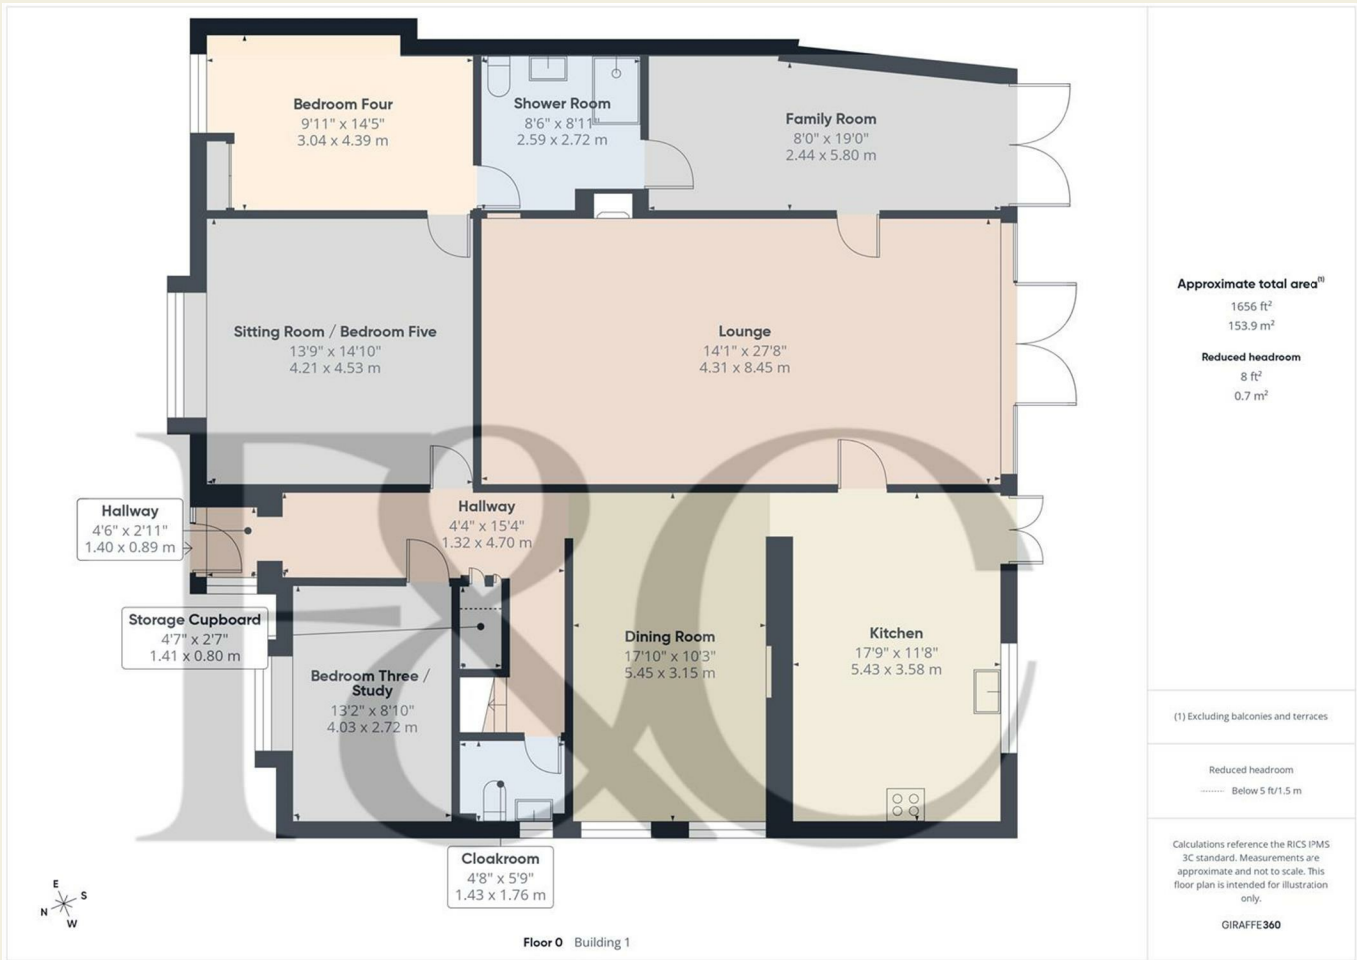 Bedroom Four
9'11" x 14'5"
3.04 x 4.39 m
Shower Room
8'6" x 8'11
2.59 x 2.72 m
Family Room
8'0" x 19'0"
2.44 x 5.80 m
Sitting Room / Bedroom Five
13'9" x 14'10"
4.21 x 4.53 m
Lounge
14'1" x 27'8"
4.31 x 8.45 m
Hallway
4'6" x 2'11"
1.40 x 0.89 m
Hallway
4'4" x 15'4"
1.32 x 4.70 m
Storage Cupboard
4'7" x 2'7"
1.41 x 0.80 m
Bedroom Three /
Study
13'2" x 8'10"
4.03 x 2.72 m
Dining Room
17'10" x 10'3"
5.45 x 3.15 m
Kitchen
17'9" x 11'8"
5.43 x 3.58 m
Cloakroom
4'8" x 5'9"
1.43 x 1.76 m
F&C
E
S
N
W
Floor 0 Building 1
Approximate total area(1)
1656 ft²
153.9 m²
Reduced headroom
8 ft²
0.7 m²
(1) Excluding balconies and terraces
Reduced headroom
Below 5 ft/1.5 m
Calculations reference the RICS IPMS
3C standard. Measurements are
approximate and not to scale. This
floor plan is intended for illustration
only.
GIRAFFE360